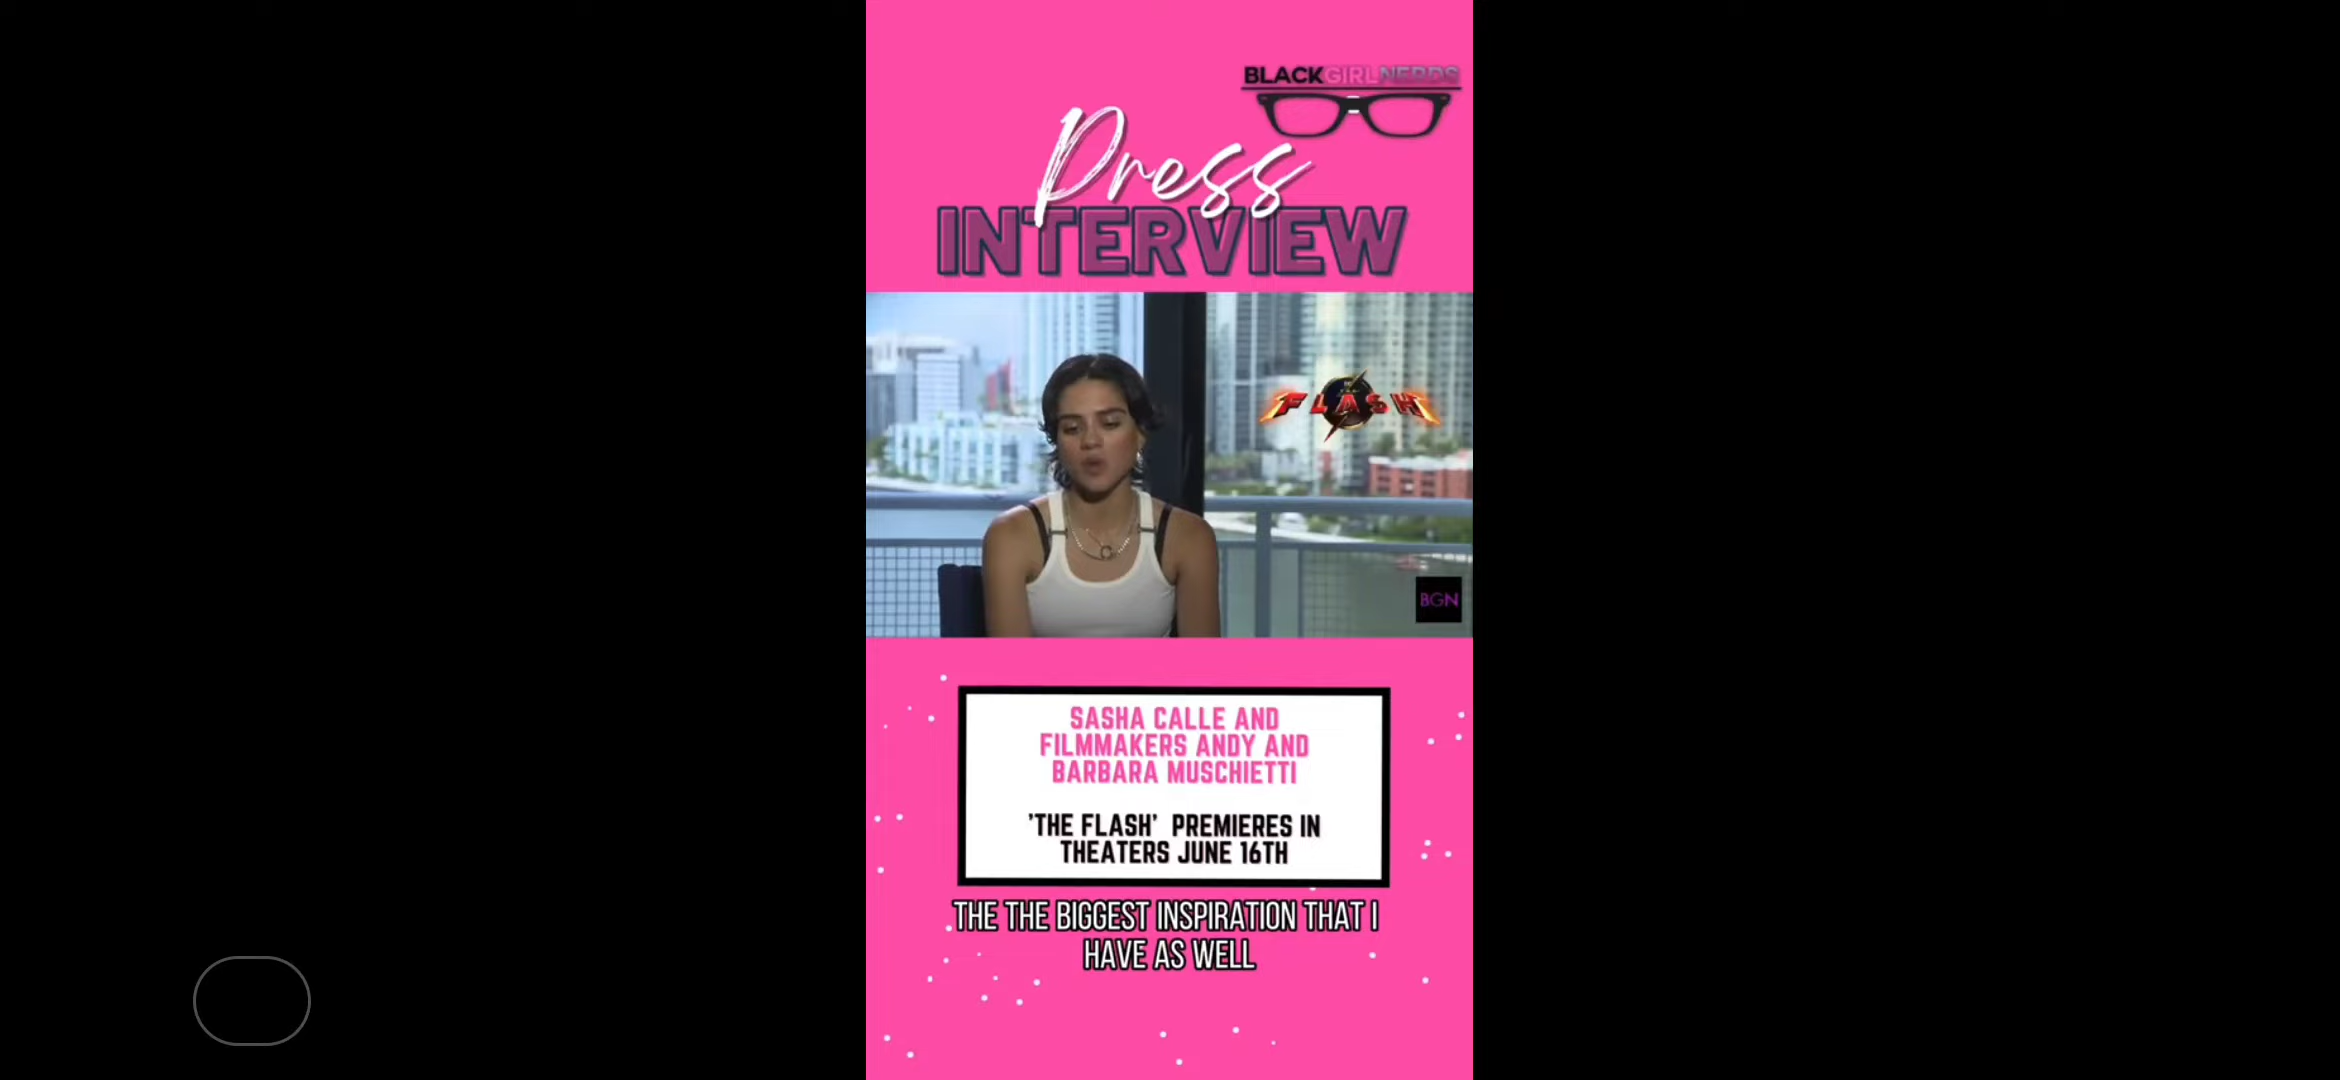 BLACKGIRLNERDS
Press
INTERVIEW
THE
FLASH
BGN
SASHA CALLE AND
FILMMAKERS ANDY AND
BARBARA MUSCHIETTI
'THE FLASH' PREMIERES IN
THEATERS JUNE 16TH
THE THE BIGGEST INSPIRATION THAT I
HAVE AS WELL